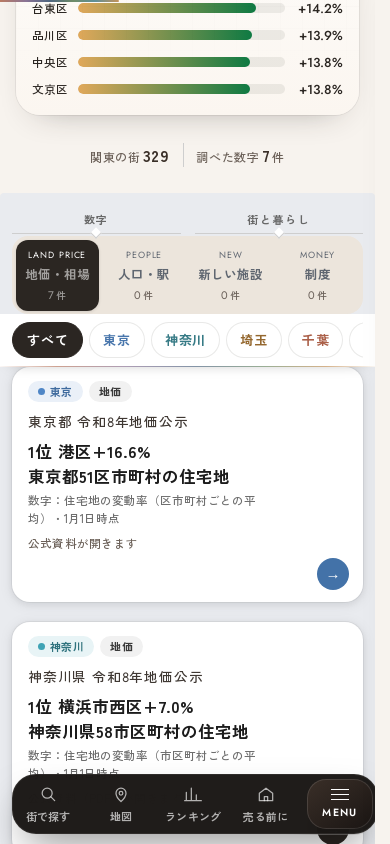 台東区 +14.2%
品川区 +13.9%
中央区 +13.8%
文京区 +13.8%
関東の街 329 調べた数字 7 件
数字 街と暮らし
LAND PRICE PEOPLE NEW MONEY
地価・相場 人口・駅 新しい施設 制度
7 件 0 件 0 件 0 件
すべて 東京 神奈川 埼玉 千葉
東京 地価
東京都 令和8年地価公示
1位 港区+16.6%
東京都51区市町村の住宅地
数字：住宅地の変動率（区市町村ごとの平
均）・1月1日時点
公式資料が開きます
→
神奈川 地価
神奈川県 令和8年地価公示
1位 横浜市西区+7.0%
神奈川県58市区町村の住宅地
数字：住宅地の変動率（市区町村ごとの平
均）・1月1日時点
街で探す 地図 ランキング 売る前に MENU